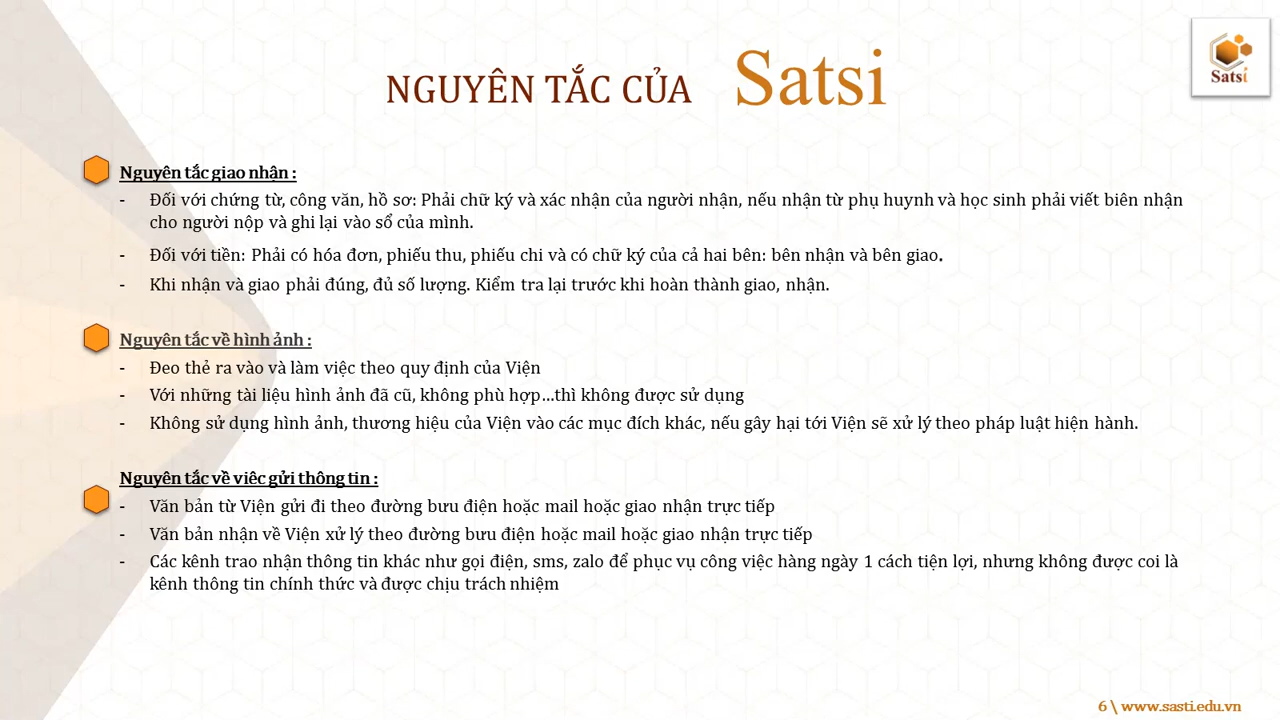 NGUYÊN TẮC CỦA Satsi
Satsi
Nguyên tắc giao nhận :
- Đối với chứng từ, công văn, hồ sơ: Phải chữ ký và xác nhận của người nhận, nếu nhận từ phụ huynh và học sinh phải viết biên nhận
cho người nộp và ghi lại vào sổ của mình.
- Đối với tiền: Phải có hóa đơn, phiếu thu, phiếu chi và có chữ ký của cả hai bên: bên nhận và bên giao.
- Khi nhận và giao phải đúng, đủ số lượng. Kiểm tra lại trước khi hoàn thành giao, nhận.
Nguyên tắc về hình ảnh :
- Đeo thẻ ra vào và làm việc theo quy định của Viện
- Với những tài liệu hình ảnh đã cũ, không phù hợp...thì không được sử dụng
- Không sử dụng hình ảnh, thương hiệu của Viện vào các mục đích khác, nếu gây hại tới Viện sẽ xử lý theo pháp luật hiện hành.
Nguyên tắc về viêc gửi thông tin :
- Văn bản từ Viện gửi đi theo đường bưu điện hoặc mail hoặc giao nhận trực tiếp
- Văn bản nhận về Viện xử lý theo đường bưu điện hoặc mail hoặc giao nhận trực tiếp
- Các kênh trao nhận thông tin khác như gọi điện, sms, zalo để phục vụ công việc hàng ngày 1 cách tiện lợi, nhưng không được coi là
kênh thông tin chính thức và được chịu trách nhiệm
6 \ www.sasti.edu.vn